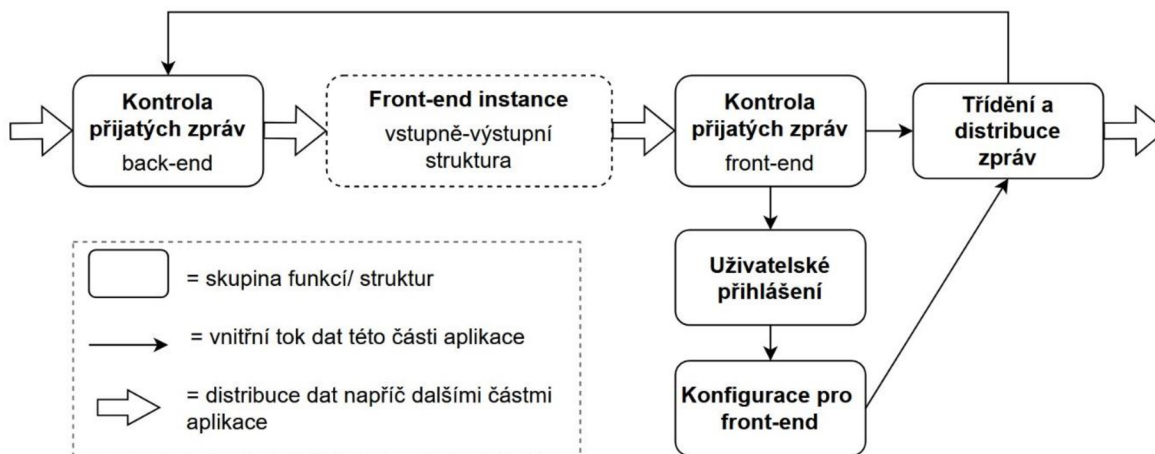 Kontrola
přijatých zpráv
back-end
Front-end instance
vstupně-výstupní
struktura
Kontrola
přijatých zpráv
front-end
Třídění a
distribuce
zpráv
Uživatelské
přihlášení
Konfigurace pro
front-end
= skupina funkcí/ struktur
= vnitřní tok dat této části aplikace
= distribuce dat napříč dalšími částmi
aplikace